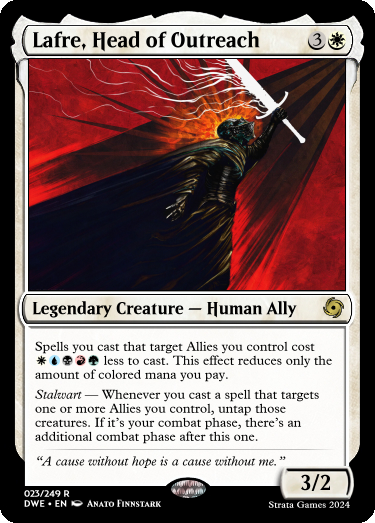 Lafre, Head of Outreach 3
Legendary Creature — Human Ally
Spells you cast that target Allies you control cost
less to cast. This effect reduces only the
amount of colored mana you pay.
Stalwart — Whenever you cast a spell that targets
one or more Allies you control, untap those
creatures. If it's your combat phase, there's an
additional combat phase after this one.
“A cause without hope is a cause without me.”
3/2
023/249 R
DWE • EN Anato Finnstark
Strata Games 2024